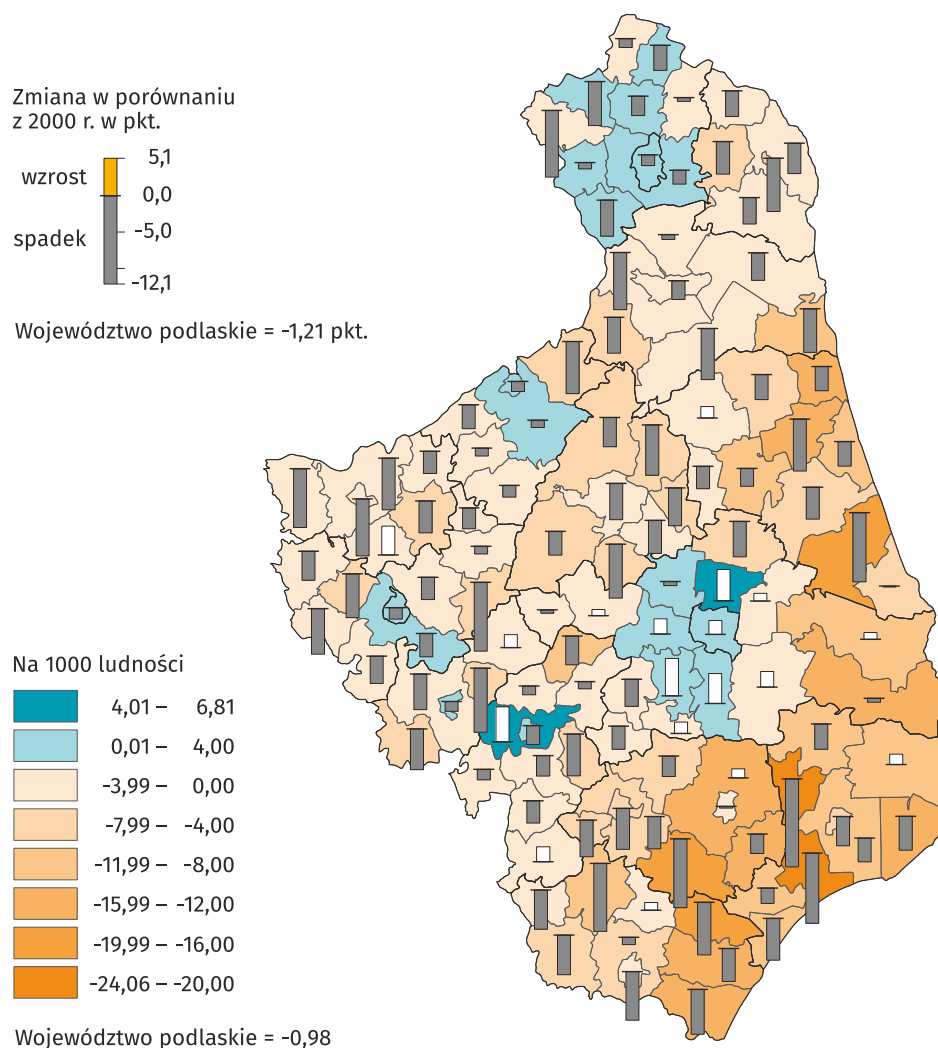 Zmiana w porównaniu
z 2000 r. w pkt.
wzrost
spadek
5,1
0,0
-5,0
-12,1
Województwo podlaskie = -1,21 pkt.
Na 1000 ludności
4,01 – 6,81
0,01 – 4,00
-3,99 – 0,00
-7,99 – -4,00
-11,99 – -8,00
-15,99 – -12,00
-19,99 – -16,00
-24,06 – -20,00
Województwo podlaskie = -0,98